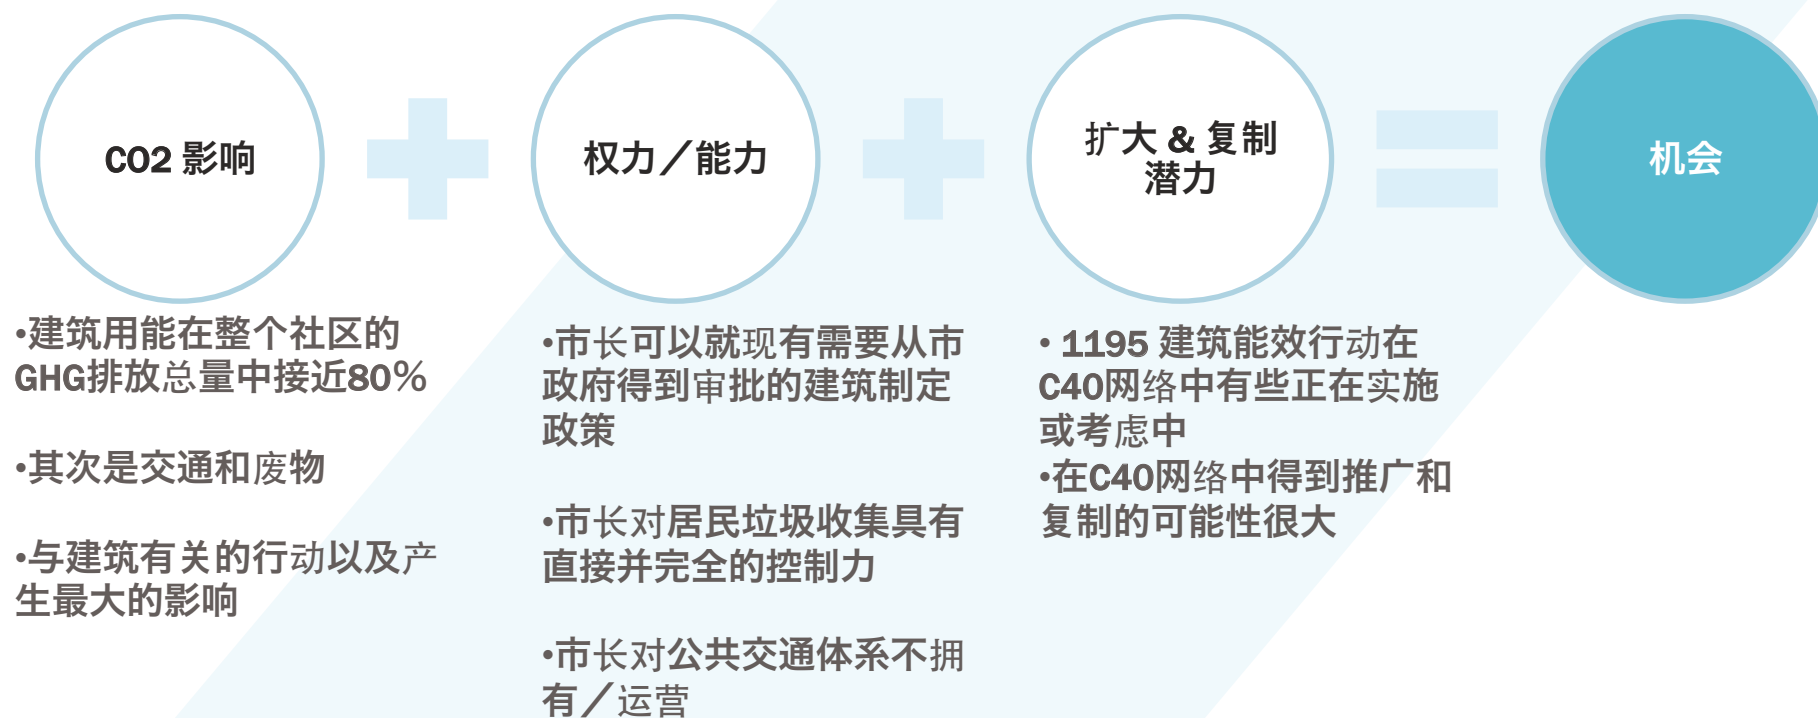 CO2 影响
权力／能力
扩大 & 复制
潜力
机会
•建筑用能在整个社区的
GHG排放总量中接近80%
•其次是交通和废物
•与建筑有关的行动以及产
生最大的影响
•市长可以就现有需要从市
政府得到审批的建筑制定
政策
•市长对居民垃圾收集具有
直接并完全的控制力
•市长对公共交通体系不拥
有／运营
• 1195 建筑能效行动在
C40网络中有些正在实施
或考虑中
•在C40网络中得到推广和
复制的可能性很大